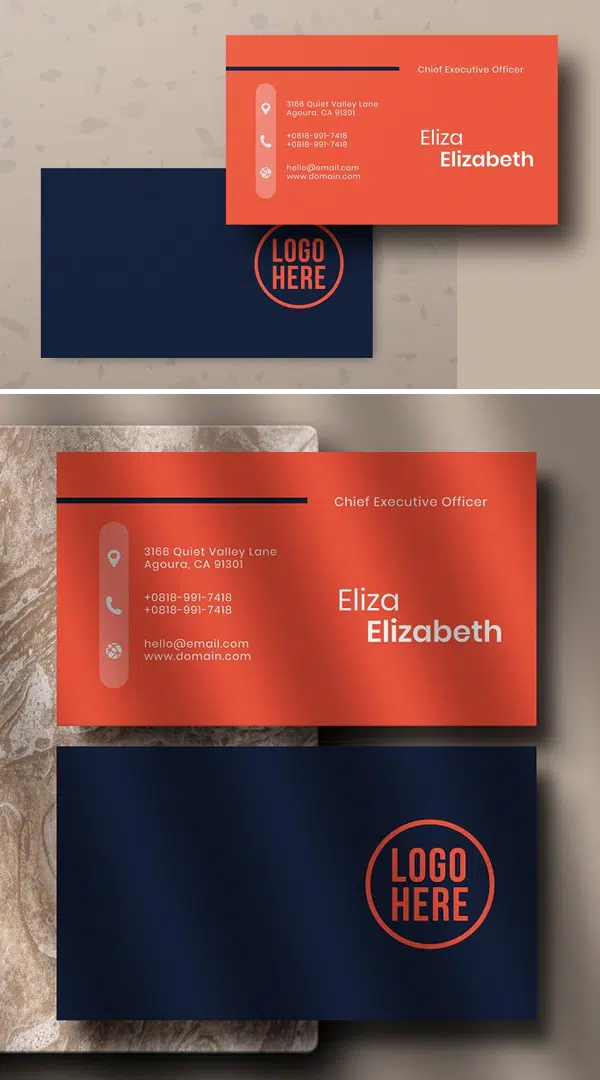 Chief Executive Officer
3166 Quiet Valley Lane
Agoura, CA 91301
+0818-991-7418
+0818-991-7418
hello@email.com
www.domain.com
Eliza
Elizabeth
LOGO
HERE
Chief Executive Officer
3166 Quiet Valley Lane
Agoura, CA 91301
+0818-991-7418
+0818-991-7418
hello@email.com
www.domain.com
Eliza
Elizabeth
LOGO
HERE